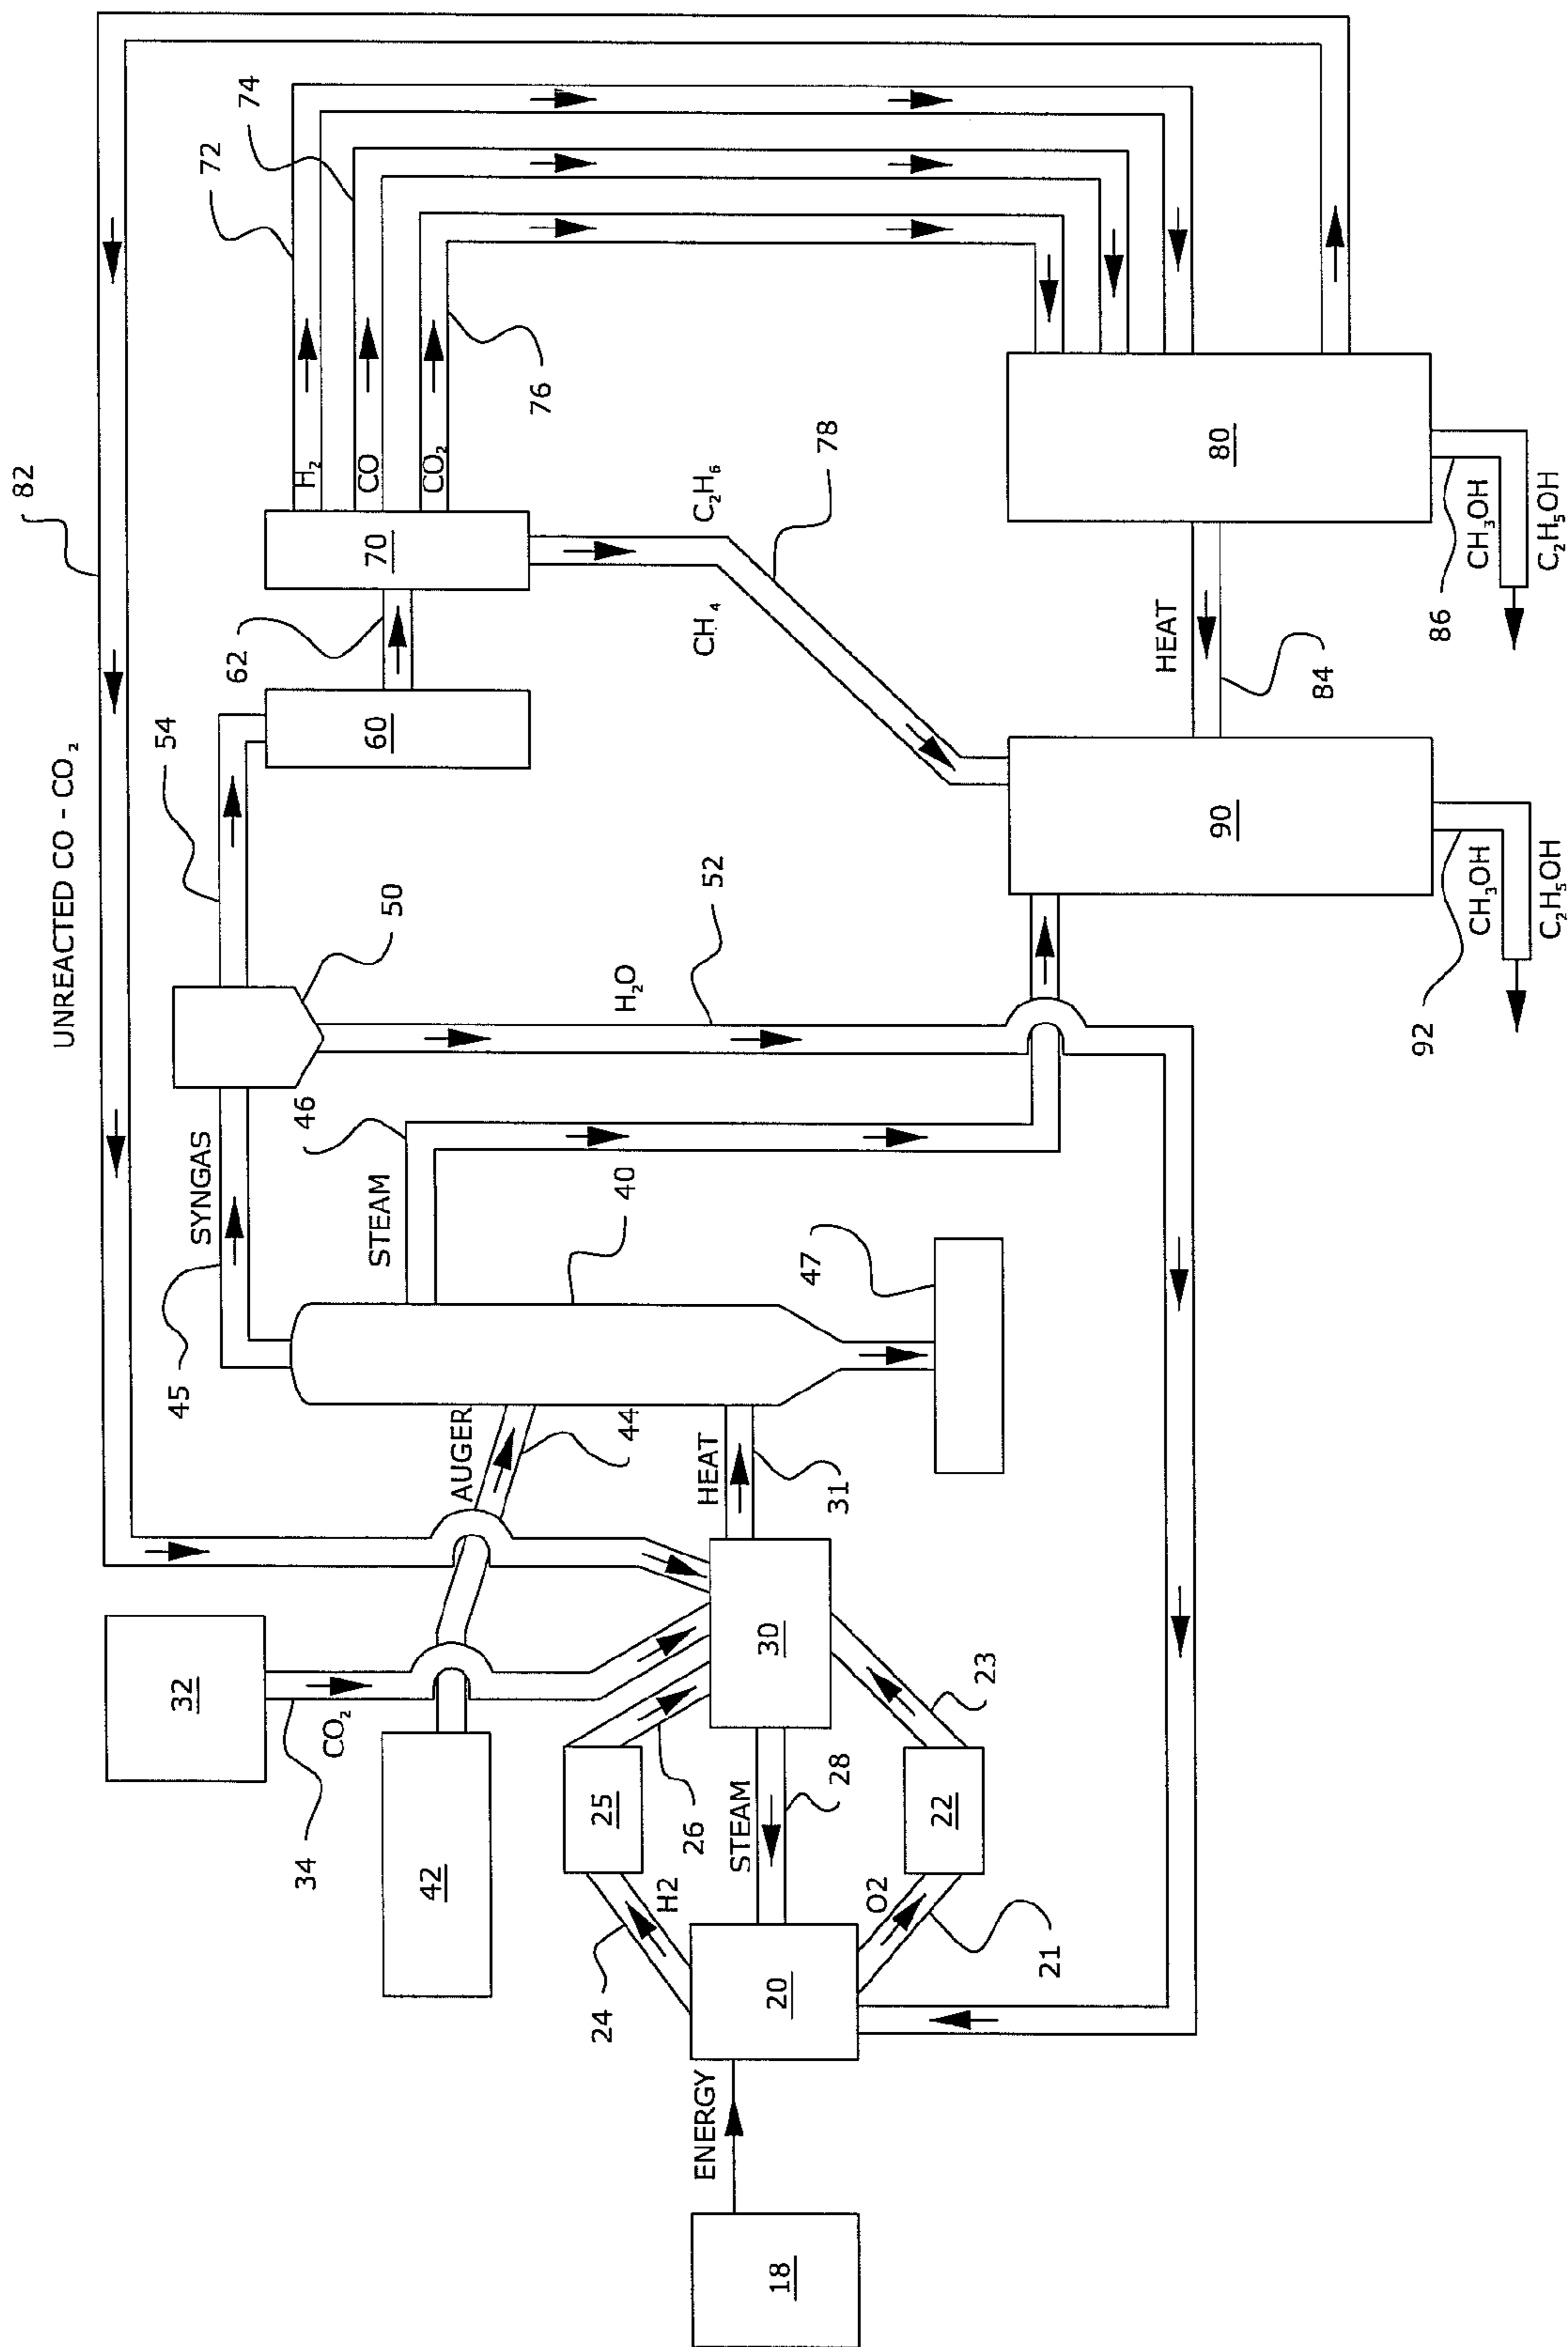 82
UNREACTED CO - CO₂
54
45
32
SYNGAS
72
62
74
34
46
H₂
CO₂
CO
60
70
STEAM
50
42
CO₂
AUGER
76
24
25
44
40
H₂O
H2
26
ENERGY
HEAT
52
CH₄
C₂H₆
STEAM
18
20
30
47
78
28
31
O2
22
23
21
HEAT
90
80
84
92
86
CH₃OH
CH₃OH
C₂H₅OH
C₂H₅OH